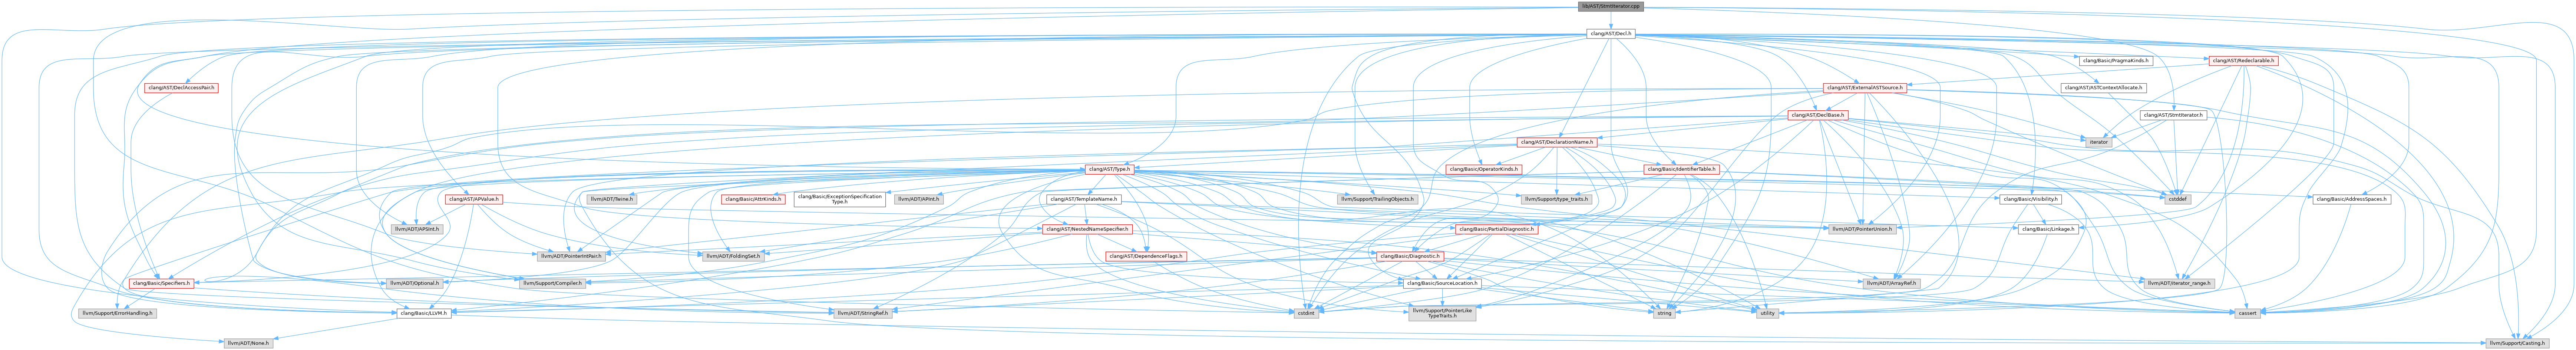 lib/AST/StmtIterator.cpp
clang/AST/Decl.h
clang/Basic/PragmaKinds.h
clang/AST/Redeclarable.h
clang/AST/DeclAccessPair.h
clang/AST/ExternalASTSource.h
clang/AST/ASTContextAllocate.h
clang/AST/DeclBase.h
clang/AST/StmtIterator.h
clang/AST/DeclarationName.h
iterator
clang/AST/Type.h
clang/Basic/OperatorKinds.h
clang/Basic/IdentifierTable.h
clang/AST/APValue.h
llvm/ADT/Twine.h
clang/Basic/AttrKinds.h
clang/Basic/ExceptionSpecification
Type.h
llvm/ADT/APInt.h
clang/AST/TemplateName.h
llvm/Support/TrailingObjects.h
llvm/Support/type_traits.h
clang/Basic/Visibility.h
cstddef
clang/Basic/AddressSpaces.h
llvm/ADT/APSInt.h
clang/AST/NestedNameSpecifier.h
clang/Basic/PartialDiagnostic.h
llvm/ADT/PointerUnion.h
clang/Basic/Linkage.h
llvm/ADT/PointerIntPair.h
llvm/ADT/FoldingSet.h
clang/AST/DependenceFlags.h
clang/Basic/Diagnostic.h
clang/Basic/Specifiers.h
llvm/ADT/Optional.h
llvm/Support/Compiler.h
clang/Basic/SourceLocation.h
llvm/ADT/ArrayRef.h
llvm/ADT/iterator_range.h
llvm/Support/ErrorHandling.h
clang/Basic/LLVM.h
llvm/ADT/StringRef.h
cstdint
llvm/Support/PointerLike
TypeTraits.h
string
utility
cassert
llvm/ADT/None.h
llvm/Support/Casting.h